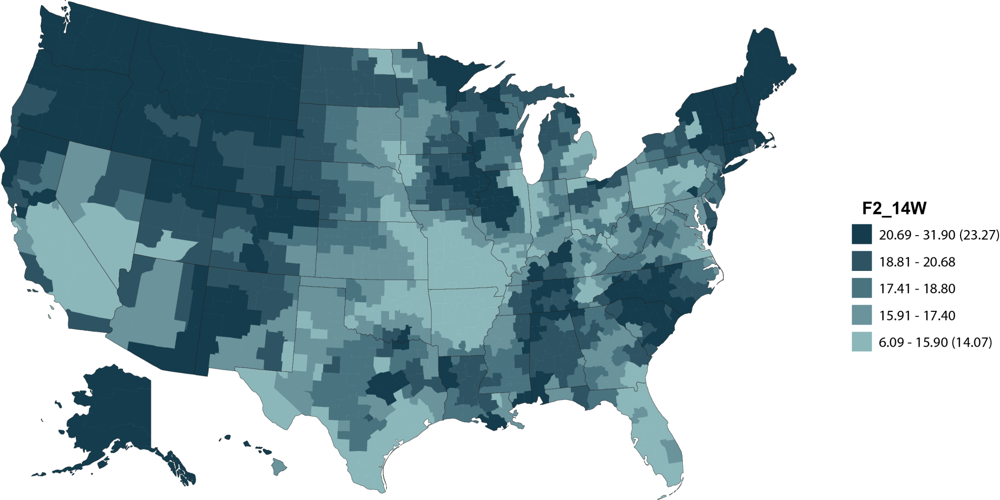 F2_14W
20.69 - 31.90 (23.27)
18.81 - 20.68
17.41 - 18.80
15.91 - 17.40
6.09 - 15.90 (14.07)